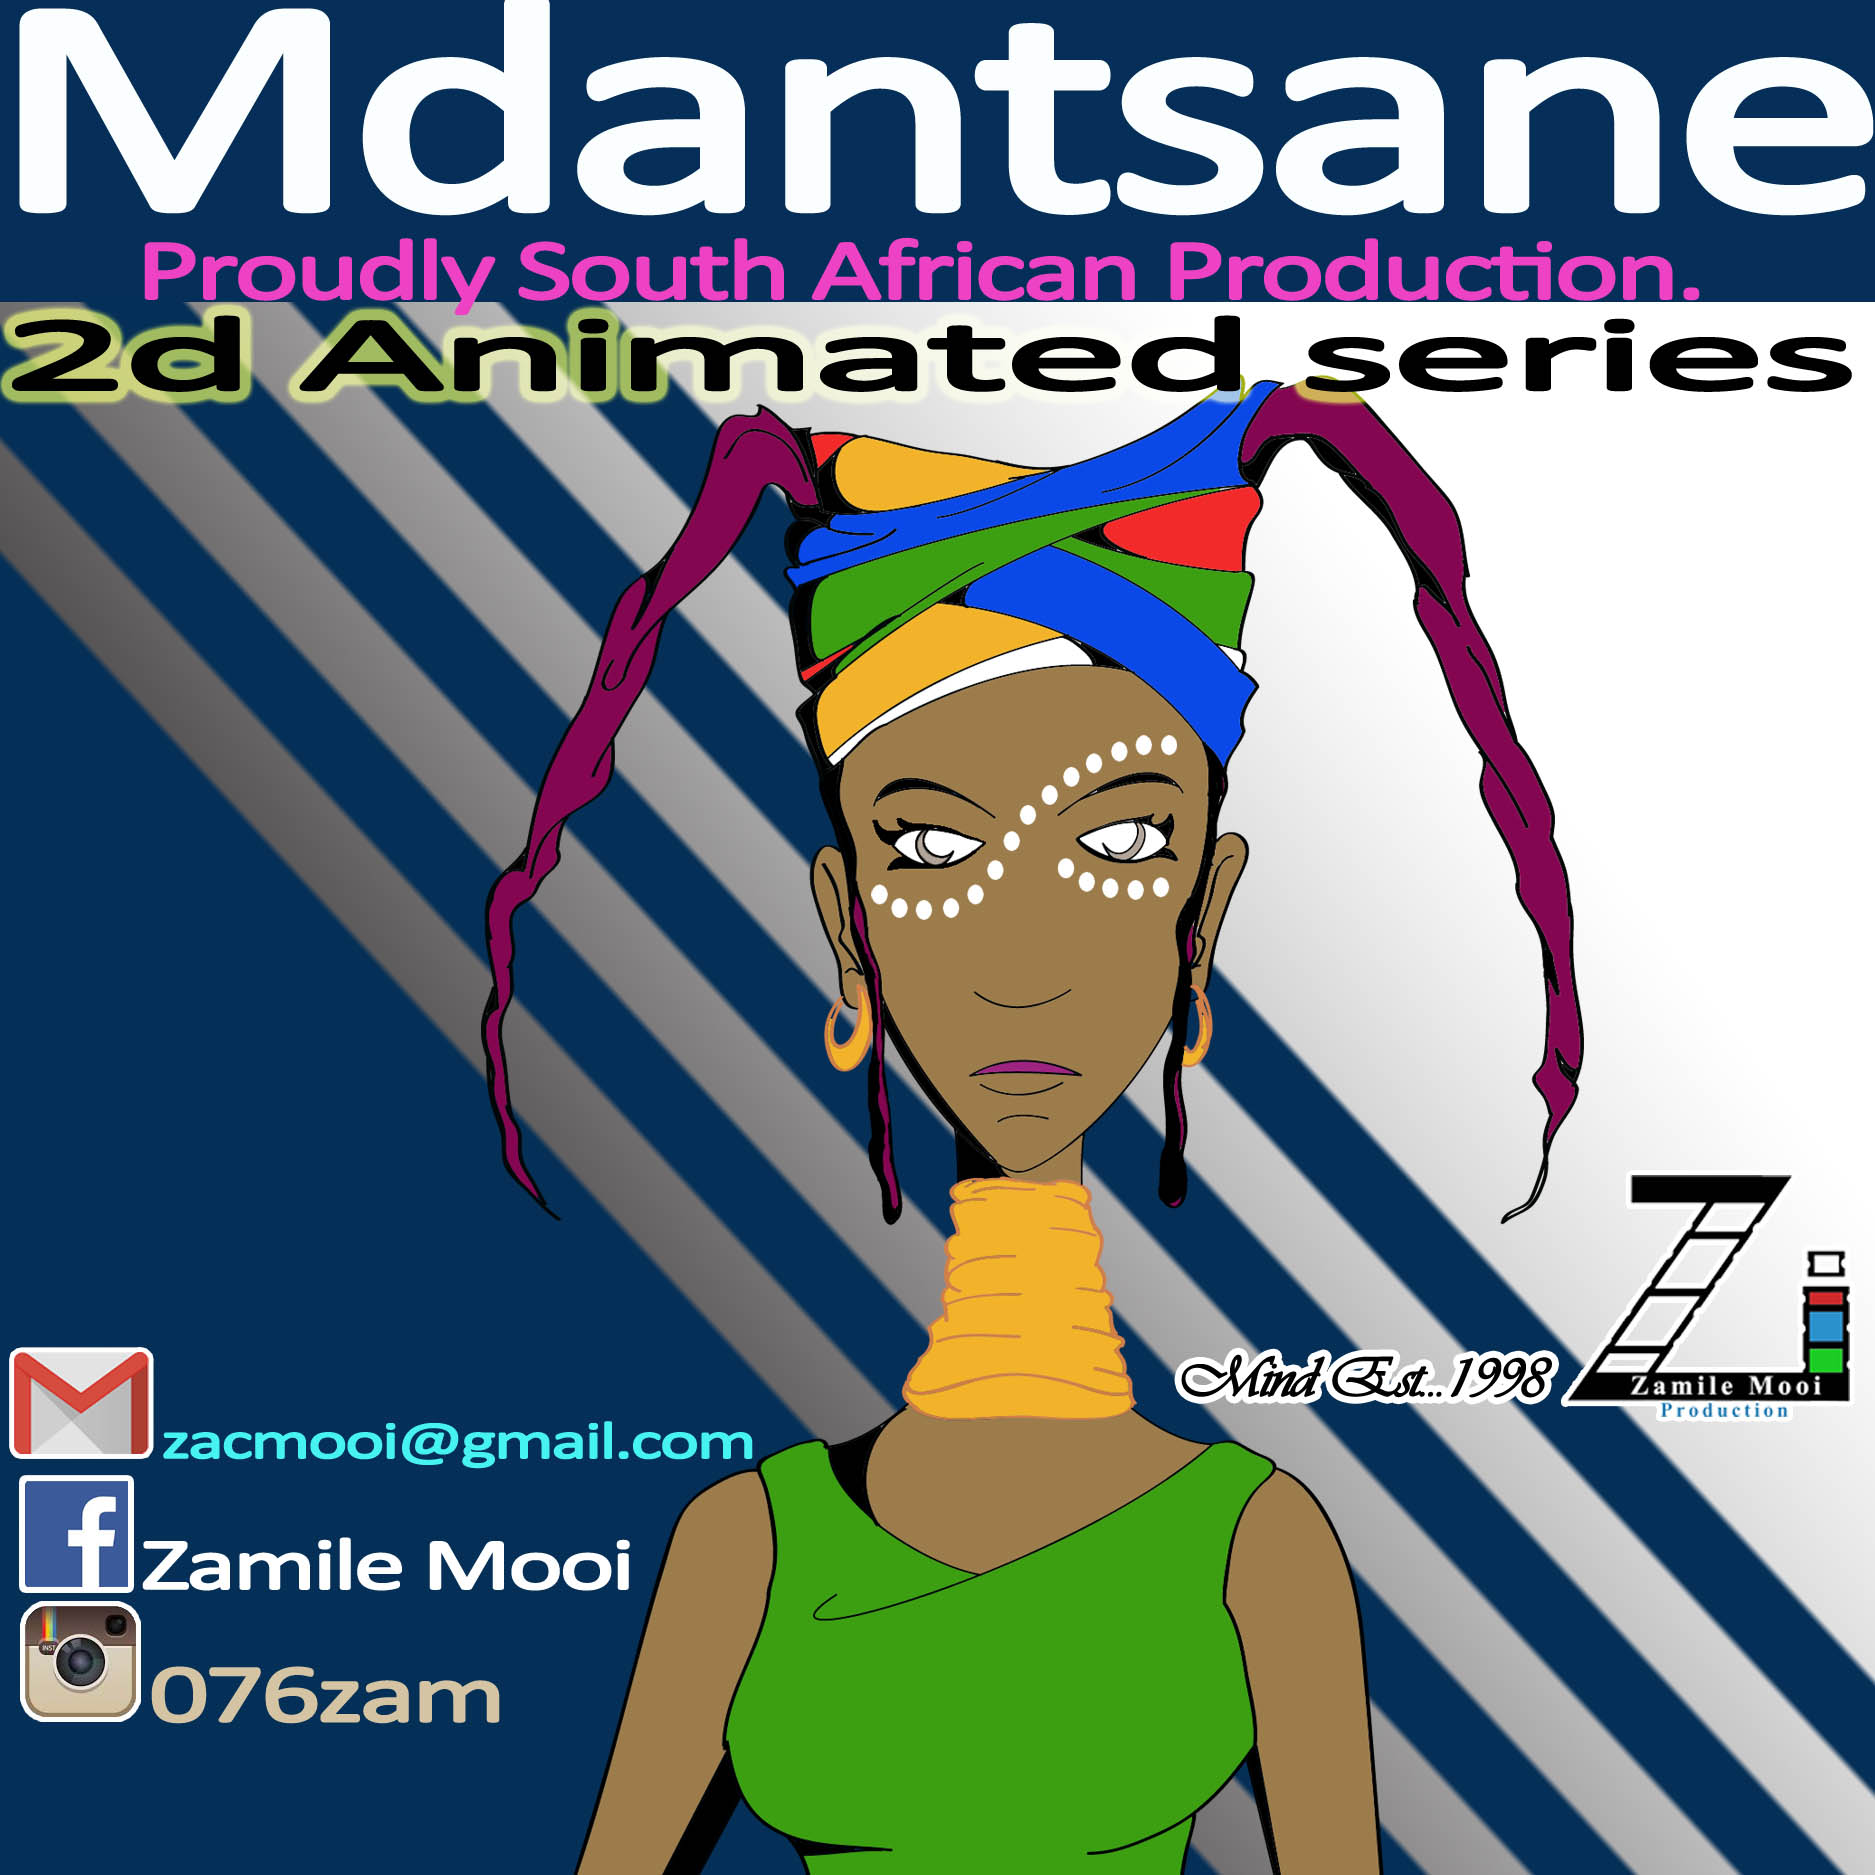 Mdantsane
Proudly South African Production.
2d Animated series
Mind Est...1998
Zamile Mooi
Production
zacmooi@gmail.com
Zamile Mooi
INST
076zam